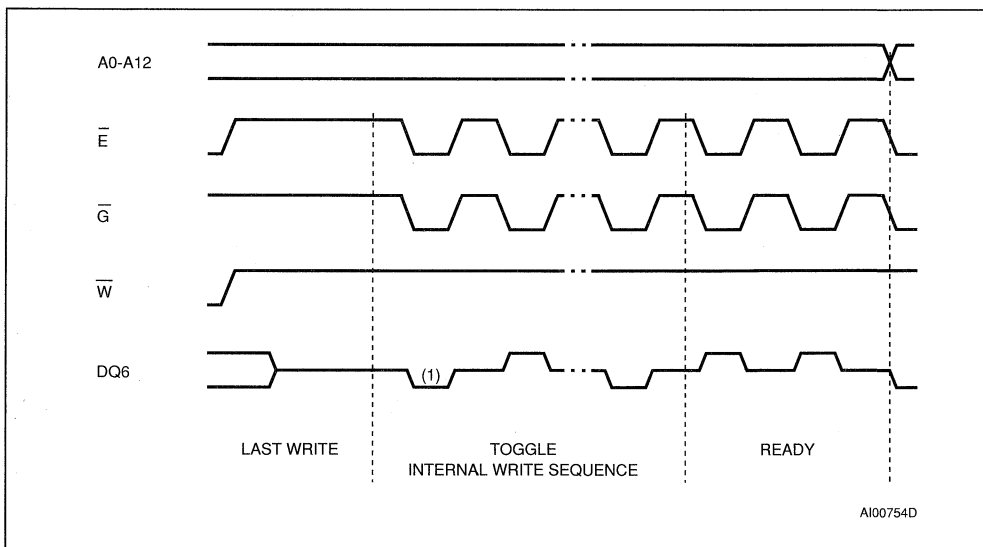 A0-A12
E
G
W
DQ6
(1)
LAST WRITE
TOGGLE
READY
INTERNAL WRITE SEQUENCE
AI00754D